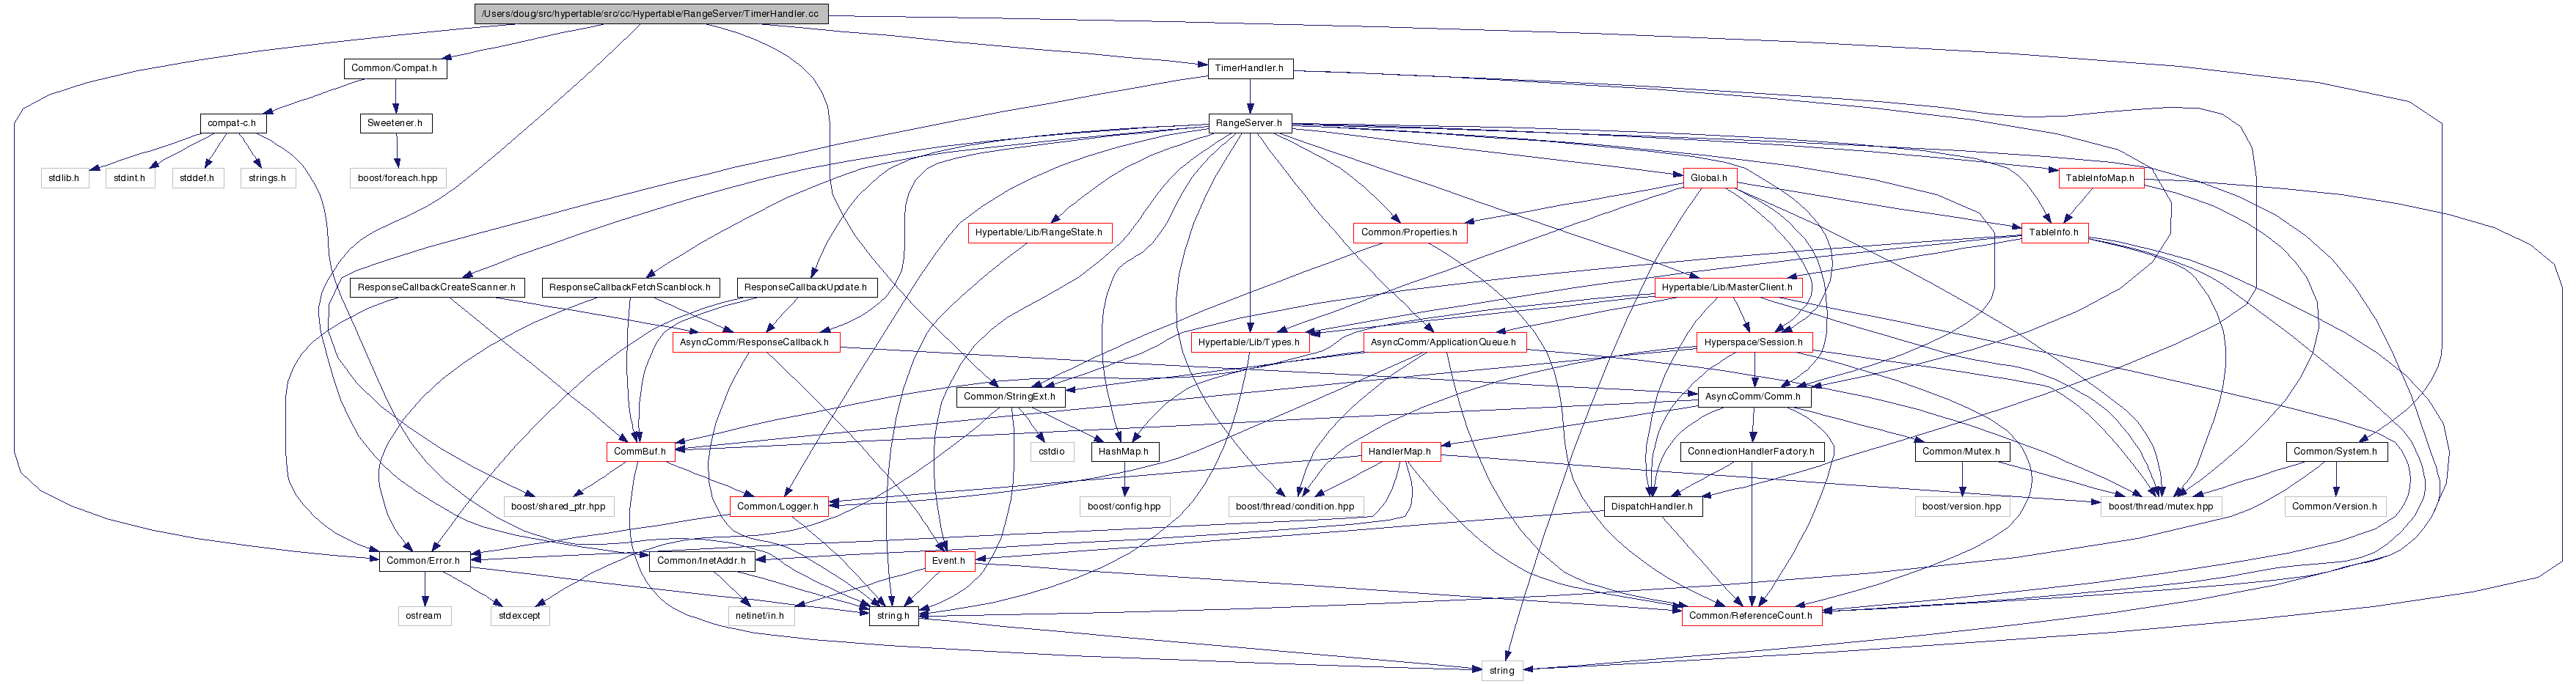 /Users/doug/src/hypertable/src/cc/Hypertable/RangeServer/TimerHandler.cc
Common/Compat.h
TimerHandler.h
compat-c.h
Sweetener.h
RangeServer.h
stdlib.h
stdint.h
stddef.h
strings.h
boost/foreach.hpp
Global.h
TableInfoMap.h
Hypertable/Lib/RangeState.h
Common/Properties.h
TableInfo.h
ResponseCallbackCreateScanner.h
ResponseCallbackFetchScanblock.h
ResponseCallbackUpdate.h
Hypertable/Lib/MasterClient.h
AsyncComm/ResponseCallback.h
Hypertable/Lib/Types.h
AsyncComm/ApplicationQueue.h
Hyperspace/Session.h
Common/StringExt.h
AsyncComm/Comm.h
CommBuf.h
cstdio
HashMap.h
HandlerMap.h
ConnectionHandlerFactory.h
Common/Mutex.h
Common/System.h
boost/shared_ptr.hpp
Common/Logger.h
boost/config.hpp
boost/thread/condition.hpp
DispatchHandler.h
boost/version.hpp
boost/thread/mutex.hpp
Common/Version.h
Common/Error.h
Common/InetAddr.h
Event.h
ostream
stdexcept
netinet/in.h
string.h
Common/ReferenceCount.h
string